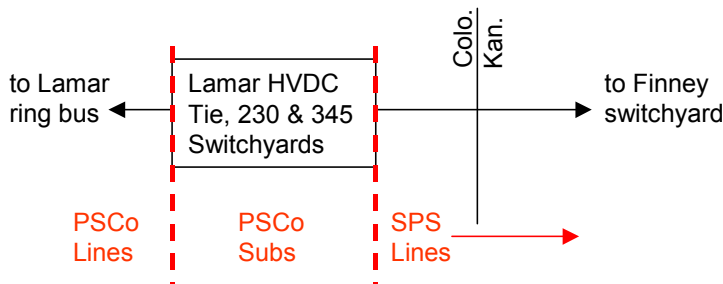 Colo.
Kan.
to Lamar
ring bus
Lamar HVDC
Tie, 230 & 345
Switchyards
to Finney
switchyard
PSCo
Lines
PSCo
Subs
SPS
Lines